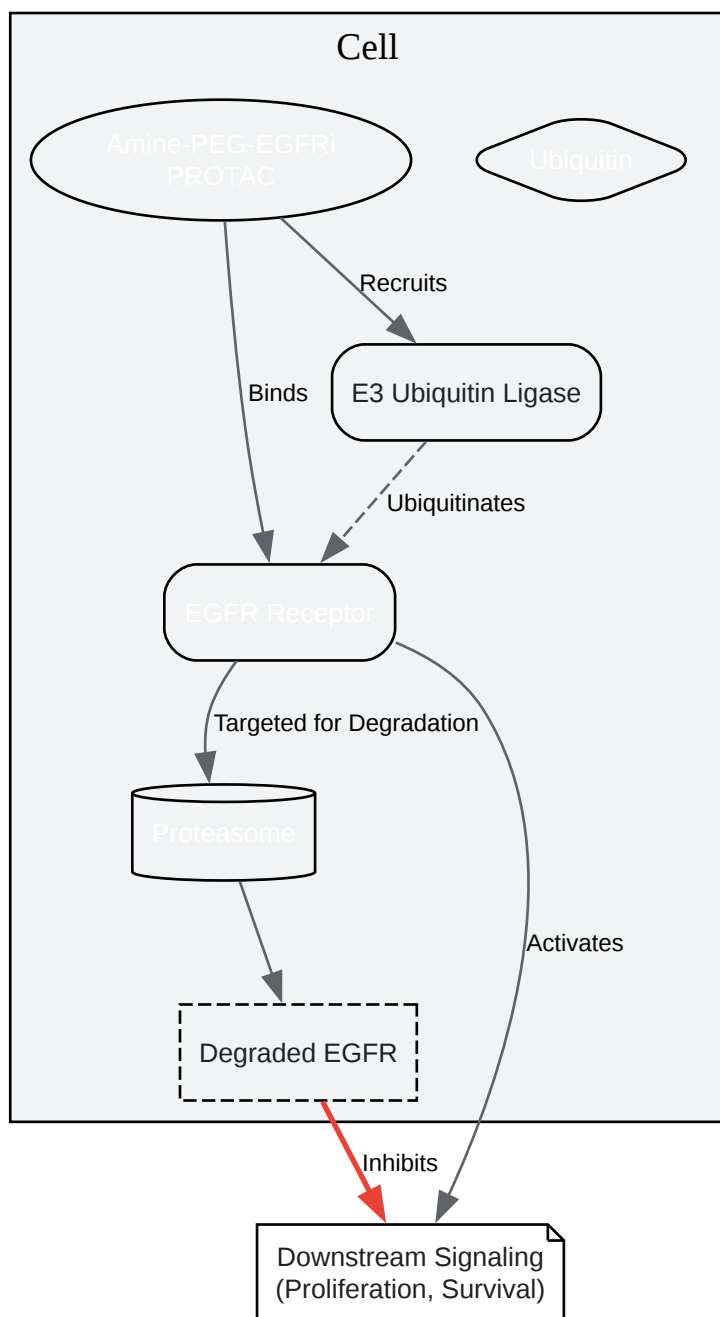 Cell
Amine-PEG-EGFRi
PROTAC
Ubiquitin
Recruits
E3 Ubiquitin Ligase
Binds
Ubiquitinates
EGFR Receptor
Targeted for Degradation
Proteasome
Activates
Degraded EGFR
Inhibits
Downstream Signaling
(Proliferation, Survival)